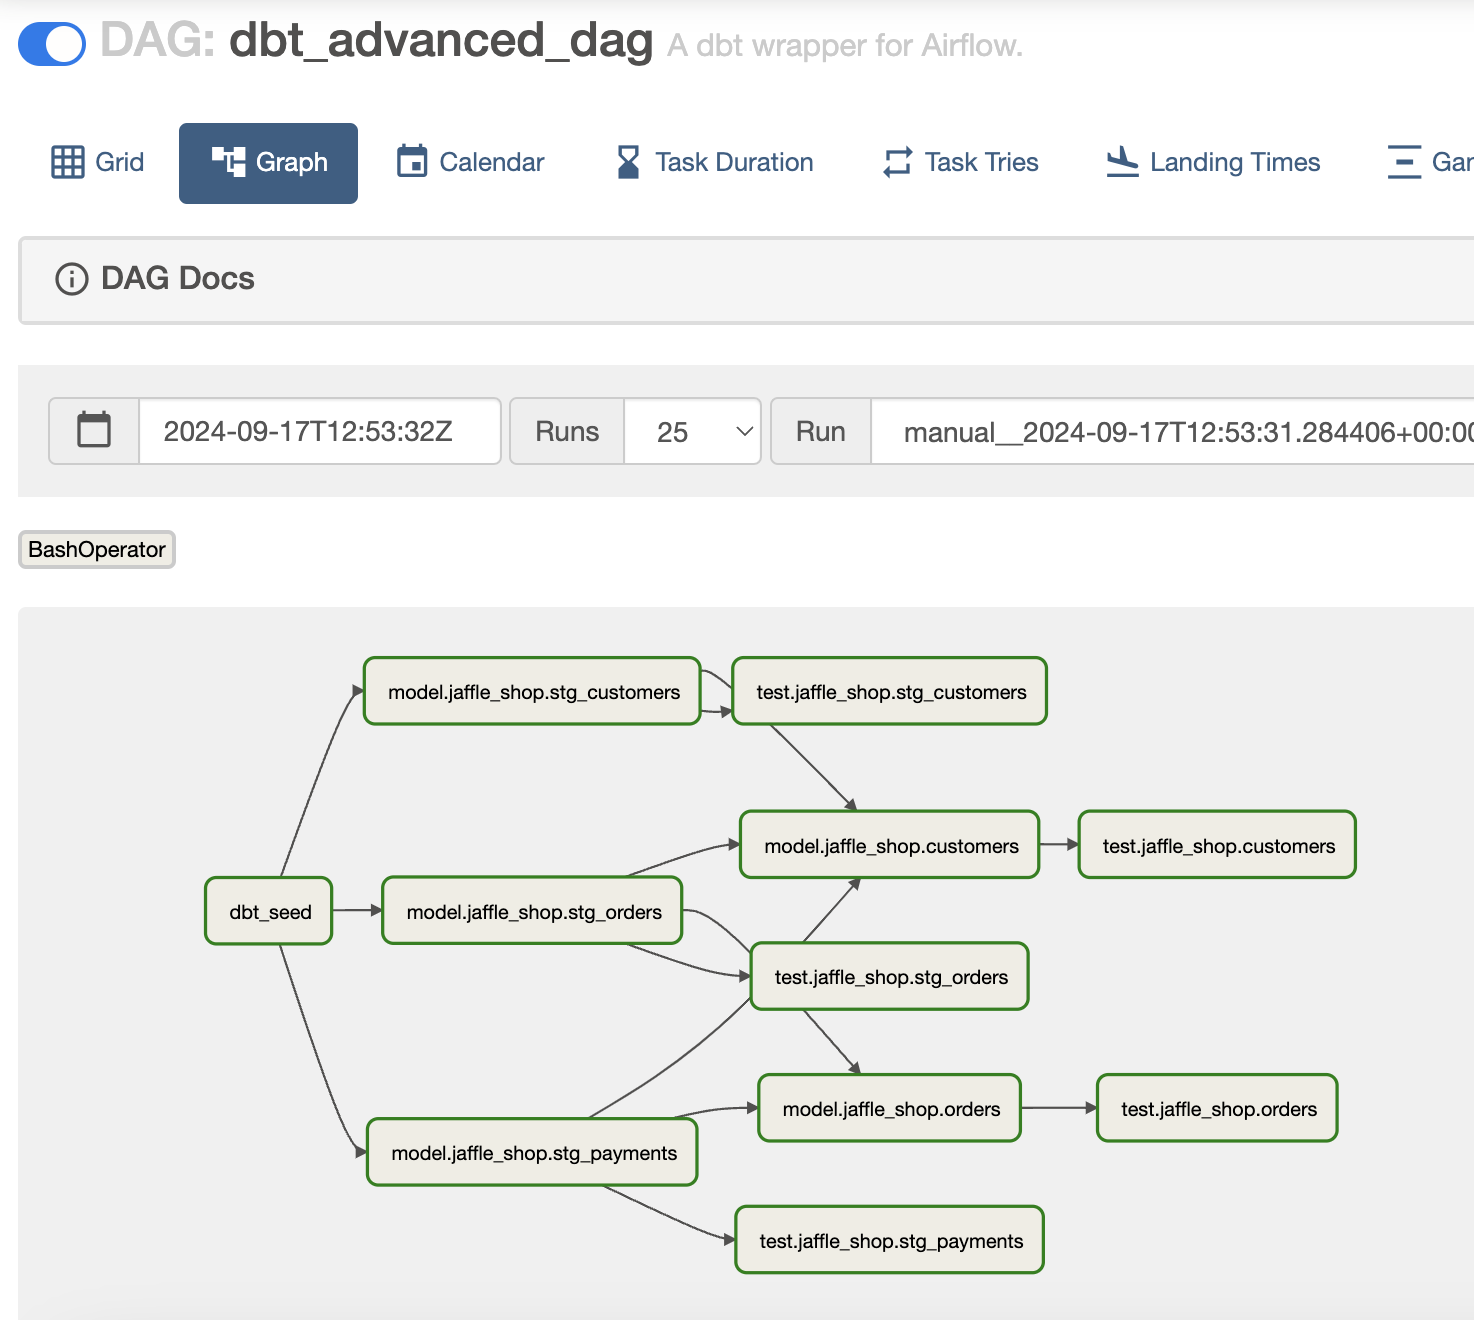 DAG: dbt_advanced_dag A dbt wrapper for Airflow.
Grid Graph Calendar Task Duration Task Tries Landing Times Gan
DAG Docs
2024-09-17T12:53:32Z Runs 25 Run manual__2024-09-17T12:53:31.284406+00:00
BashOperator
model.jaffle_shop.stg_customers test.jaffle_shop.stg_customers
model.jaffle_shop.customers test.jaffle_shop.customers
dbt_seed model.jaffle_shop.stg_orders
test.jaffle_shop.stg_orders
model.jaffle_shop.orders test.jaffle_shop.orders
model.jaffle_shop.stg_payments
test.jaffle_shop.stg_payments